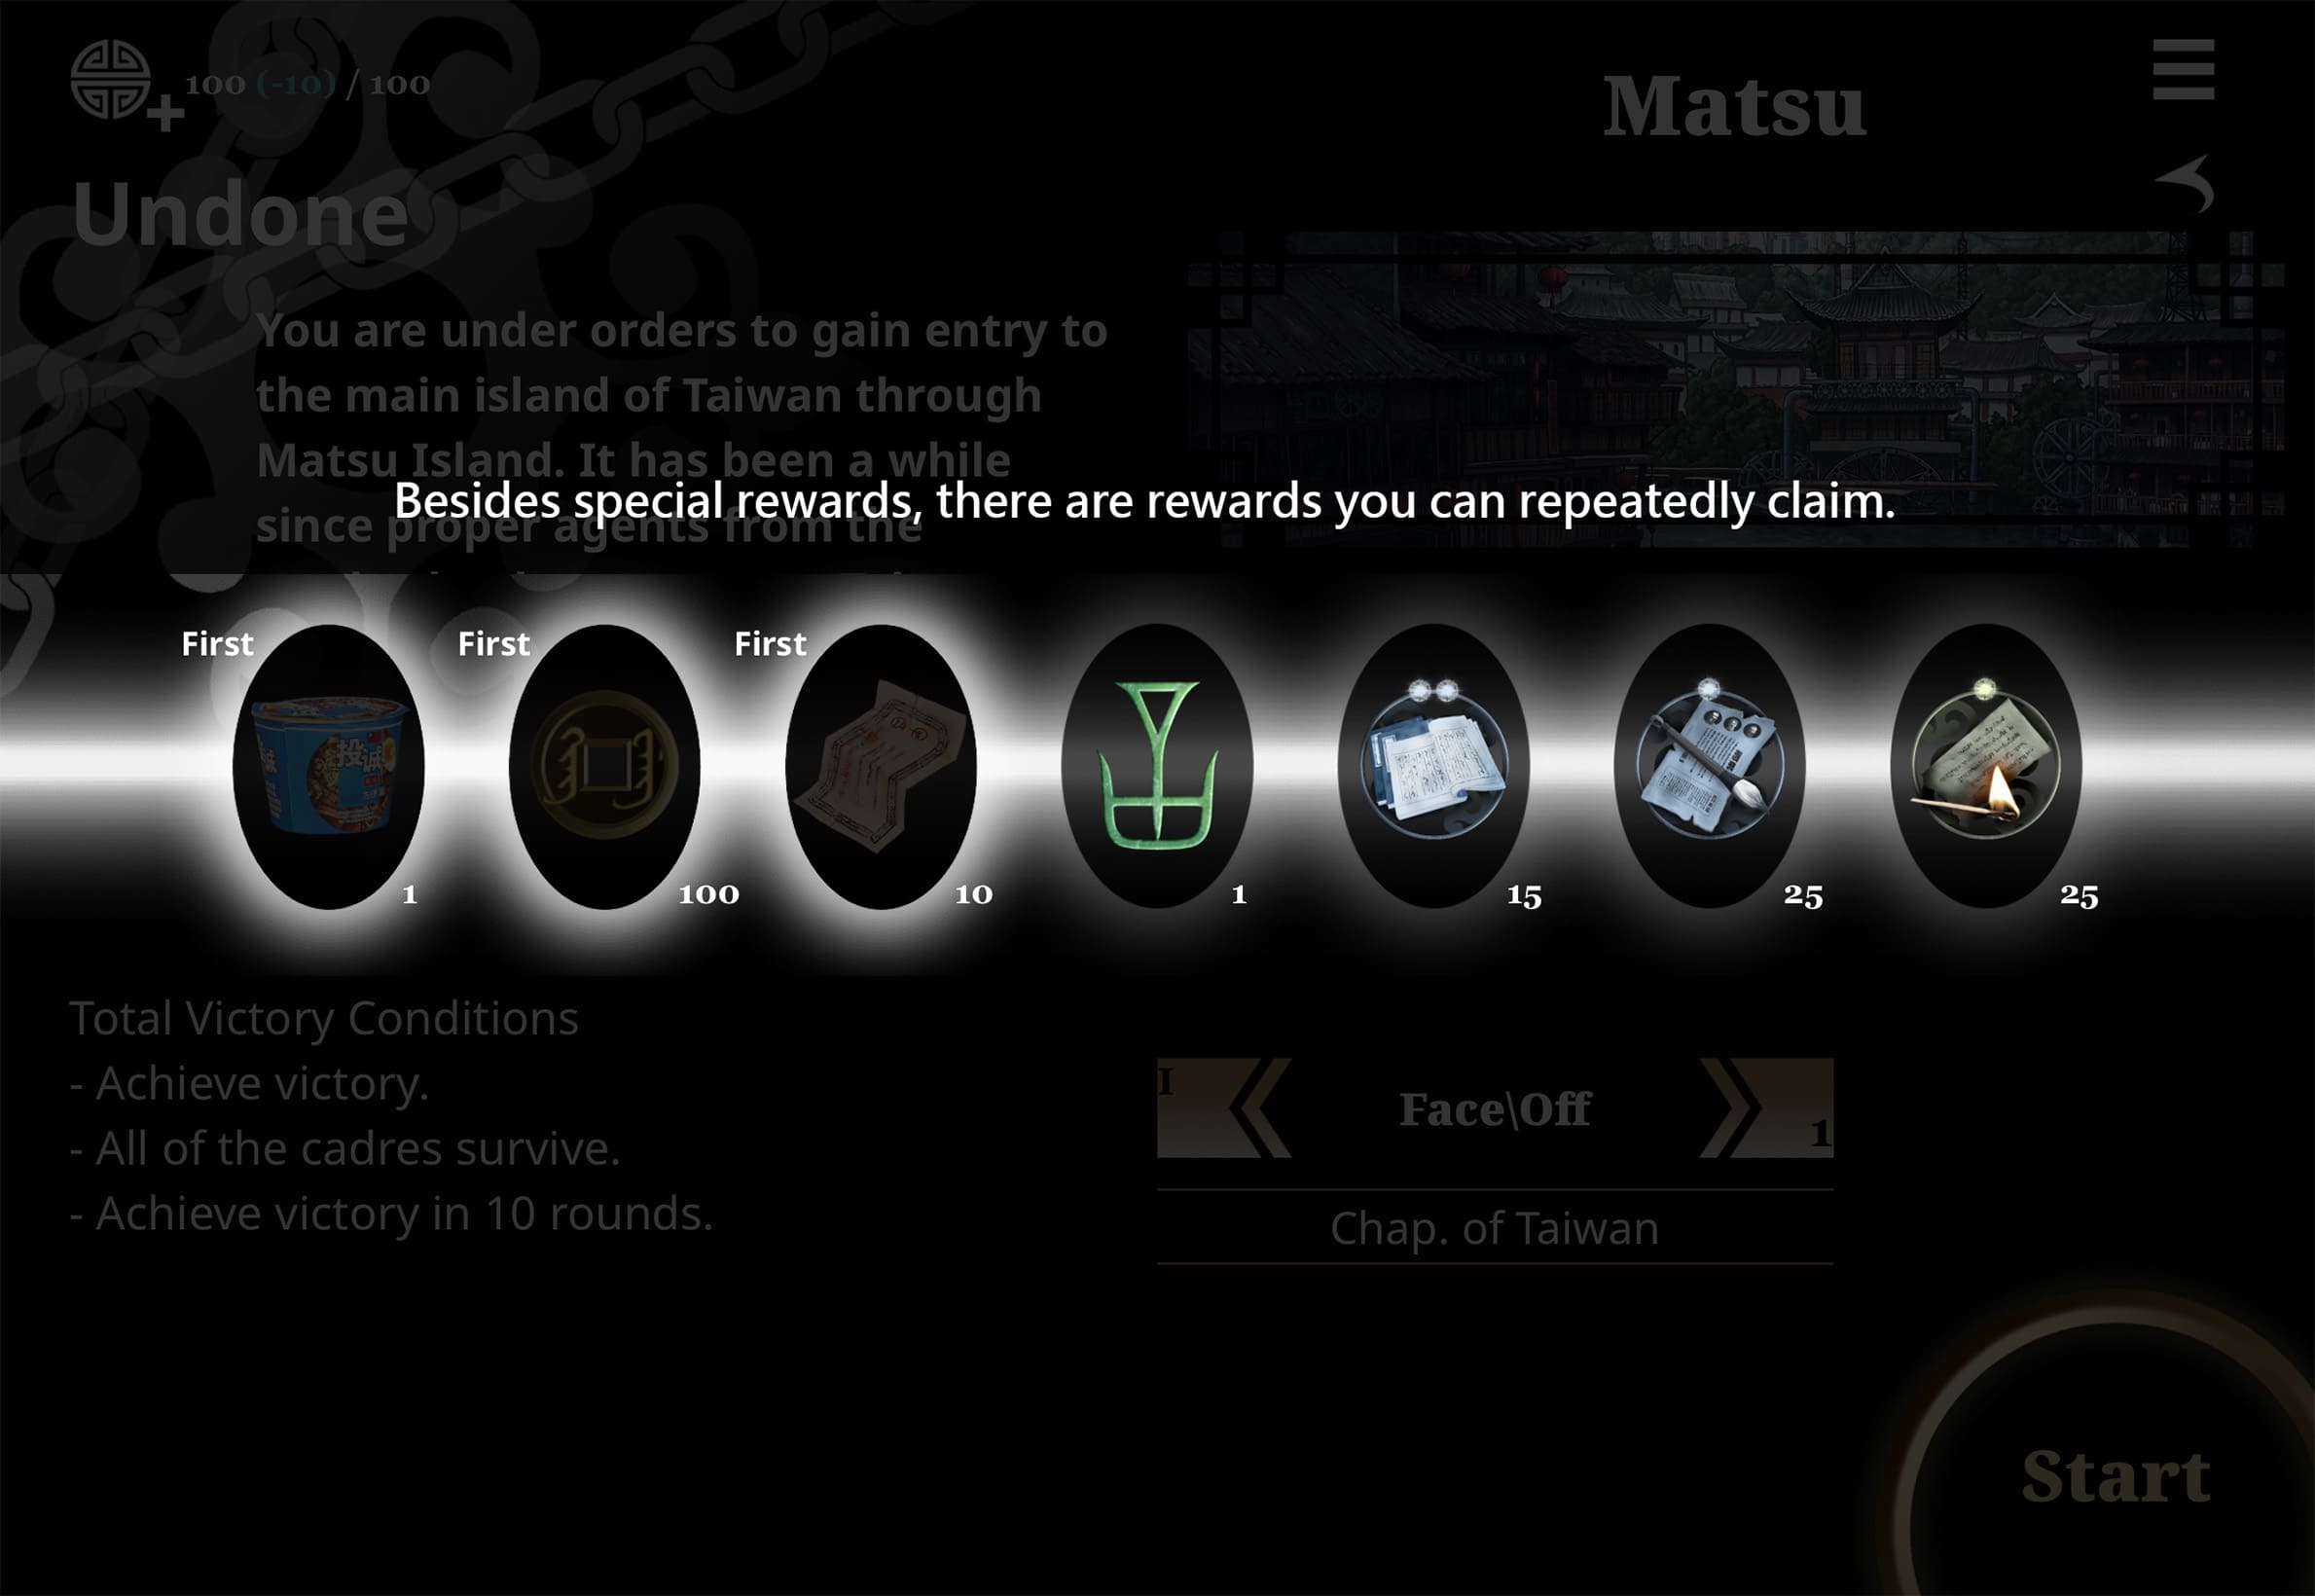 100 (-10) / 100
Matsu
Undone
You are under orders to gain entry to
the main island of Taiwan through
Matsu Island. It has been a while
since proper agents from the
Besides special rewards, there are rewards you can repeatedly claim.
First
First
First
投诚
1
100
10
1
15
25
25
Total Victory Conditions
- Achieve victory.
- All of the cadres survive.
- Achieve victory in 10 rounds.
I
Face\Off
1
Chap. of Taiwan
Start